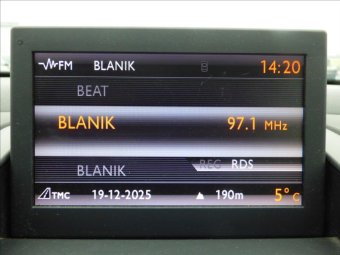 FM BLANIK 14:20
BEAT
BLANIK 97.1 MHz
BLANIK REG RDS
TMC 19-12-2025 190m 5° C